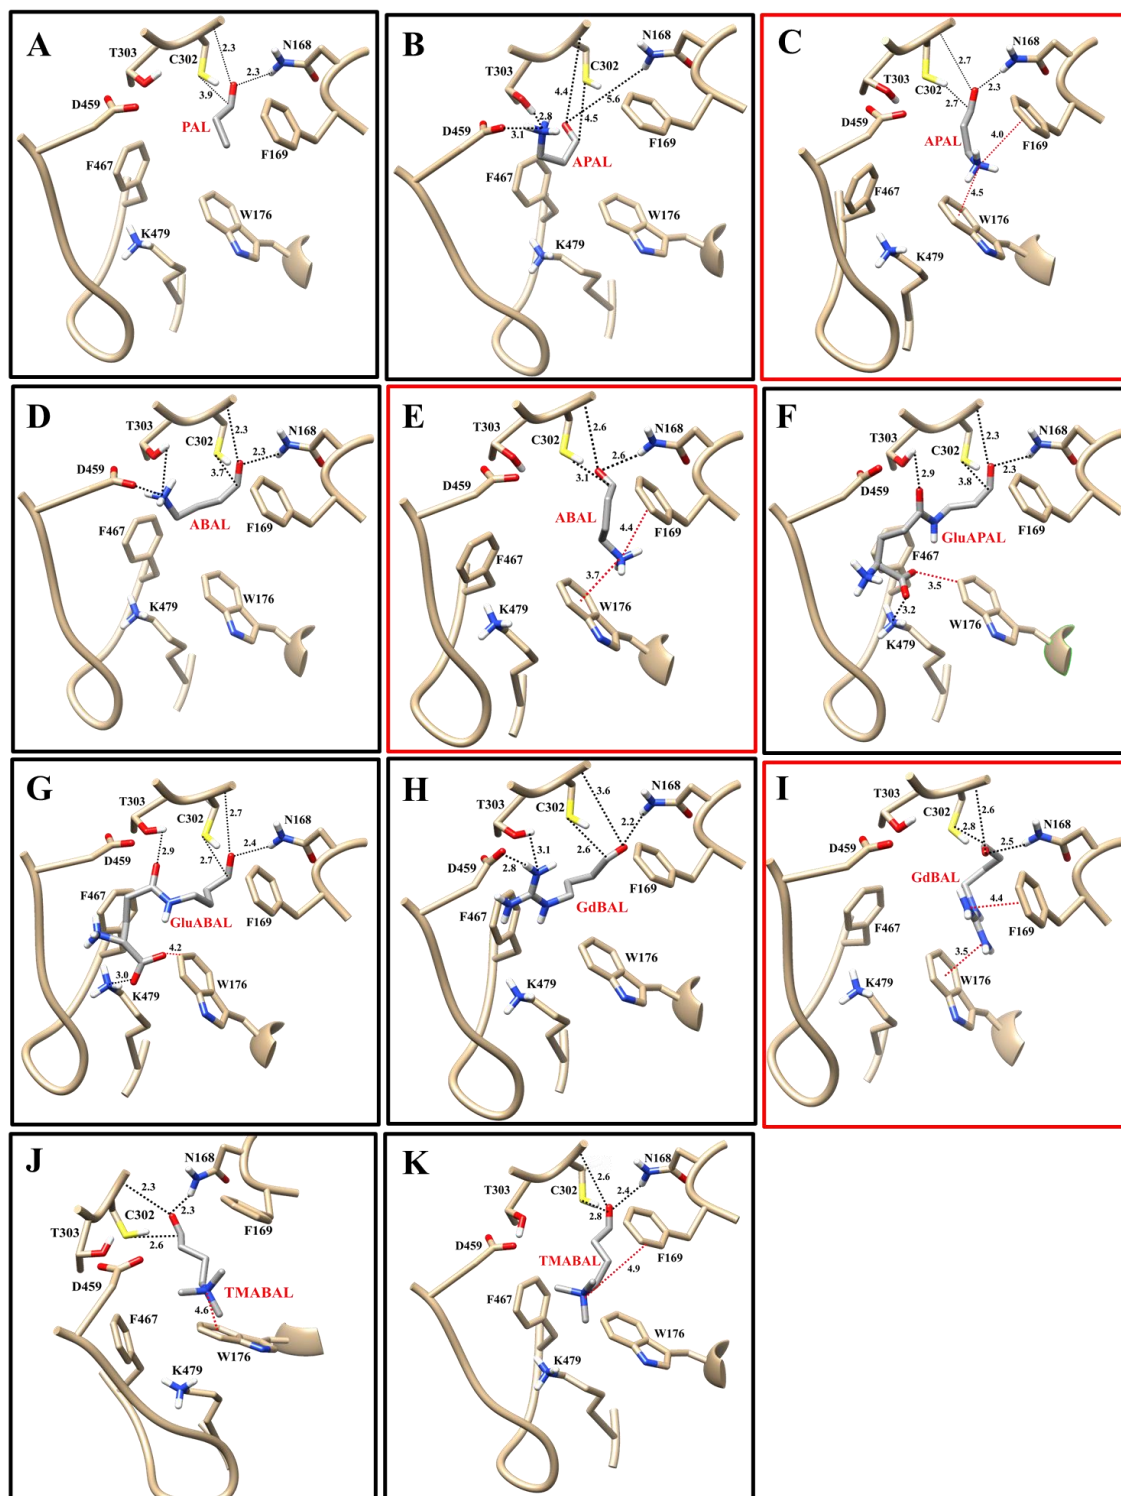 A
T303
C302
2.3
N168
2.3
3.9
D459
PAL
F169
F467
W176
K479
B
T303
C302
N168
4.4
5.6
2.8
4.5
D459
3.1
APAL
F169
F467
W176
K479
C
T303
C302
2.7
N168
2.3
2.7
D459
4.0
APAL
F169
F467
4.5
W176
K479
D
T303
C302
2.3
N168
2.3
3.7
D459
ABAL
F169
F467
W176
K479
E
T303
C302
2.6
N168
2.6
3.1
D459
ABAL
F169
4.4
F467
3.7
W176
K479
F
T303
C302
2.3
N168
2.3
3.8
D459
2.9
F169
GluAPAL
F467
3.5
3.2
W176
K479
G
T303
C302
2.7
N168
2.4
2.7
D459
2.9
F467
GluABAL
F169
4.2
3.0
W176
K479
H
T303
C302
3.6
N168
2.2
2.6
D459
3.1
2.8
F169
GdBAL
F467
W176
K479
I
T303
C302
2.6
N168
2.8
2.5
D459
GdBAL
4.4
F169
F467
3.5
W176
K479
J
N168
2.3
C302
2.3
F169
T303
2.6
D459
TMABAL
4.6
F467
W176
K479
K
T303
C302
2.6
N168
2.4
2.8
D459
TMABAL
F169
4.9
F467
W176
K479